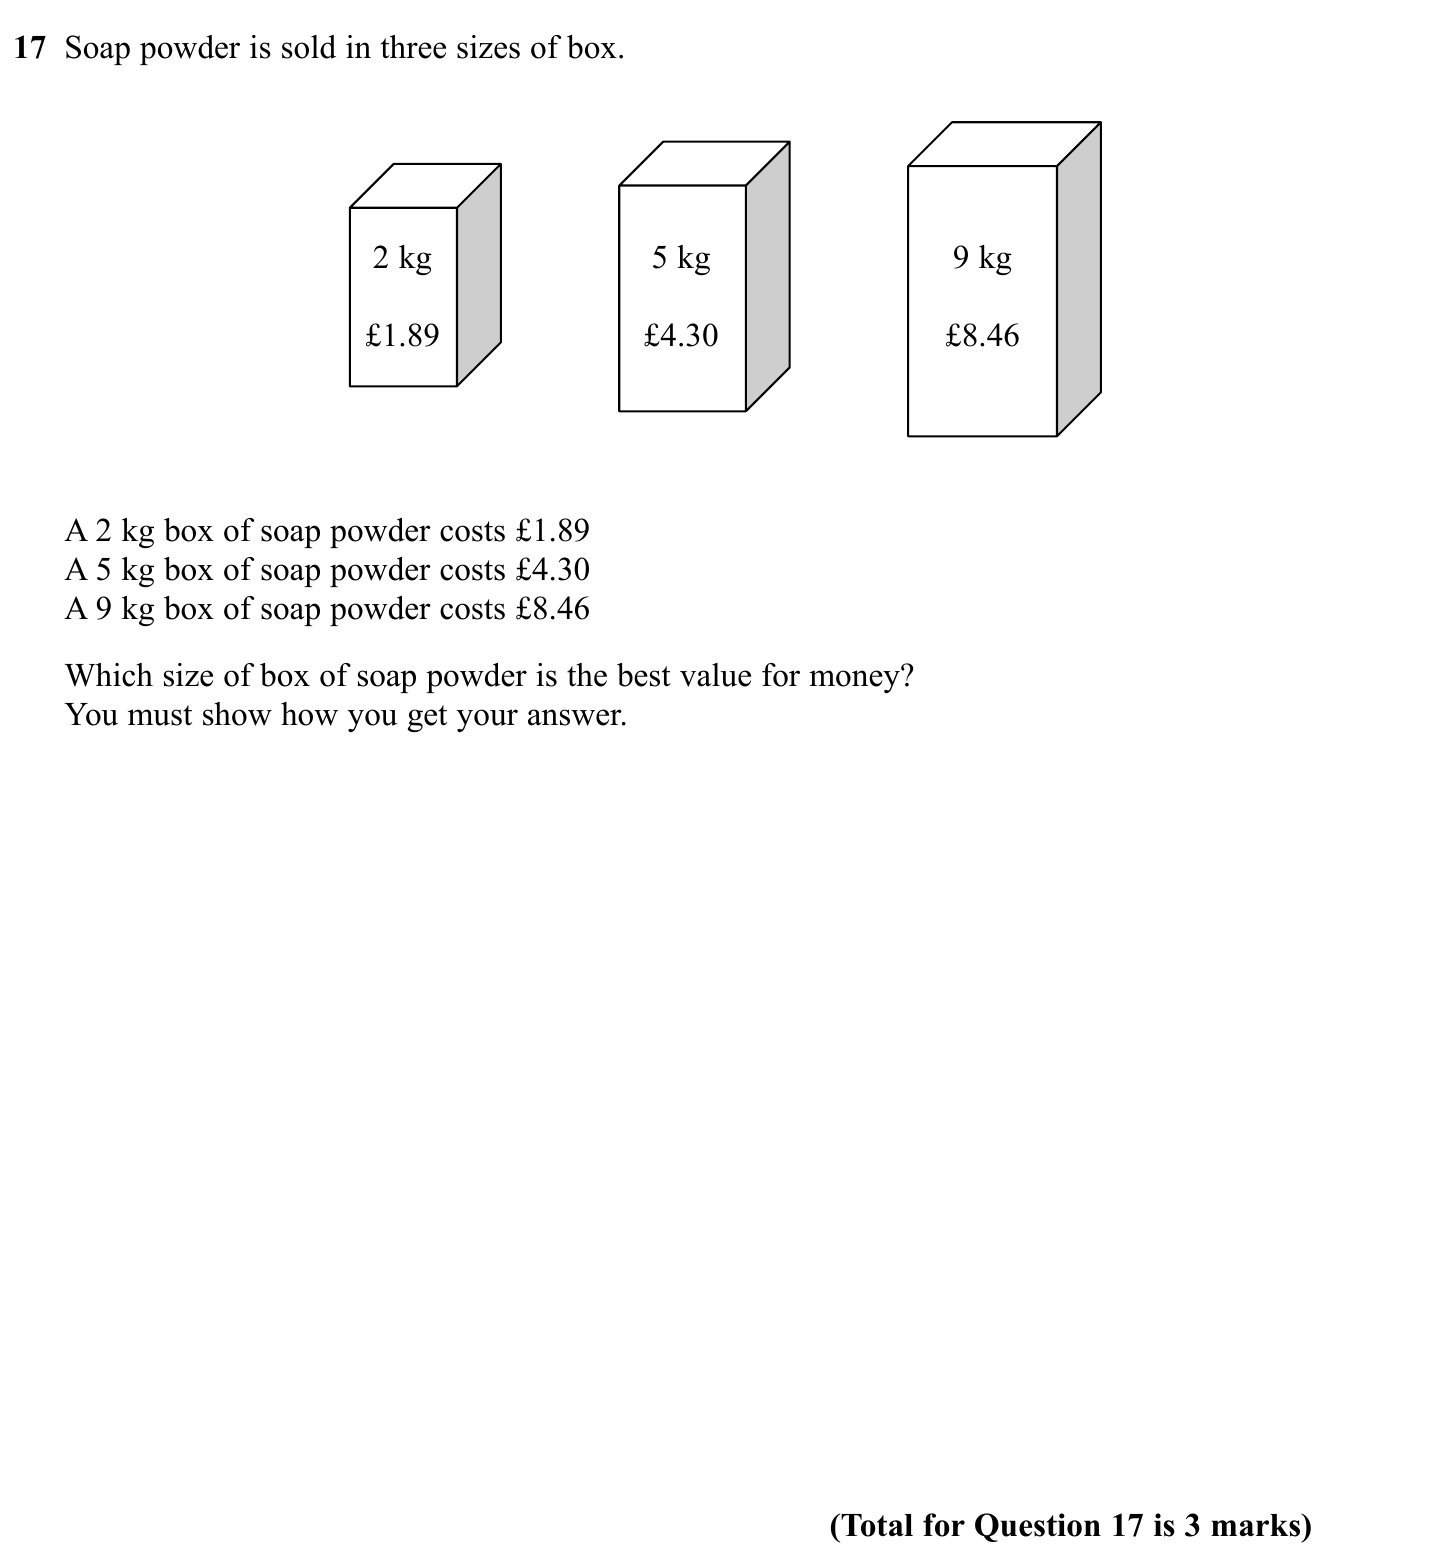 17 Soap powder is sold in three sizes of box.
2 kg
£1.89
5 kg
£4.30
9 kg
£8.46
A 2 kg box of soap powder costs £1.89
A 5 kg box of soap powder costs £4.30
A 9 kg box of soap powder costs £8.46
Which size of box of soap powder is the best value for money?
You must show how you get your answer.
(Total for Question 17 is 3 marks)